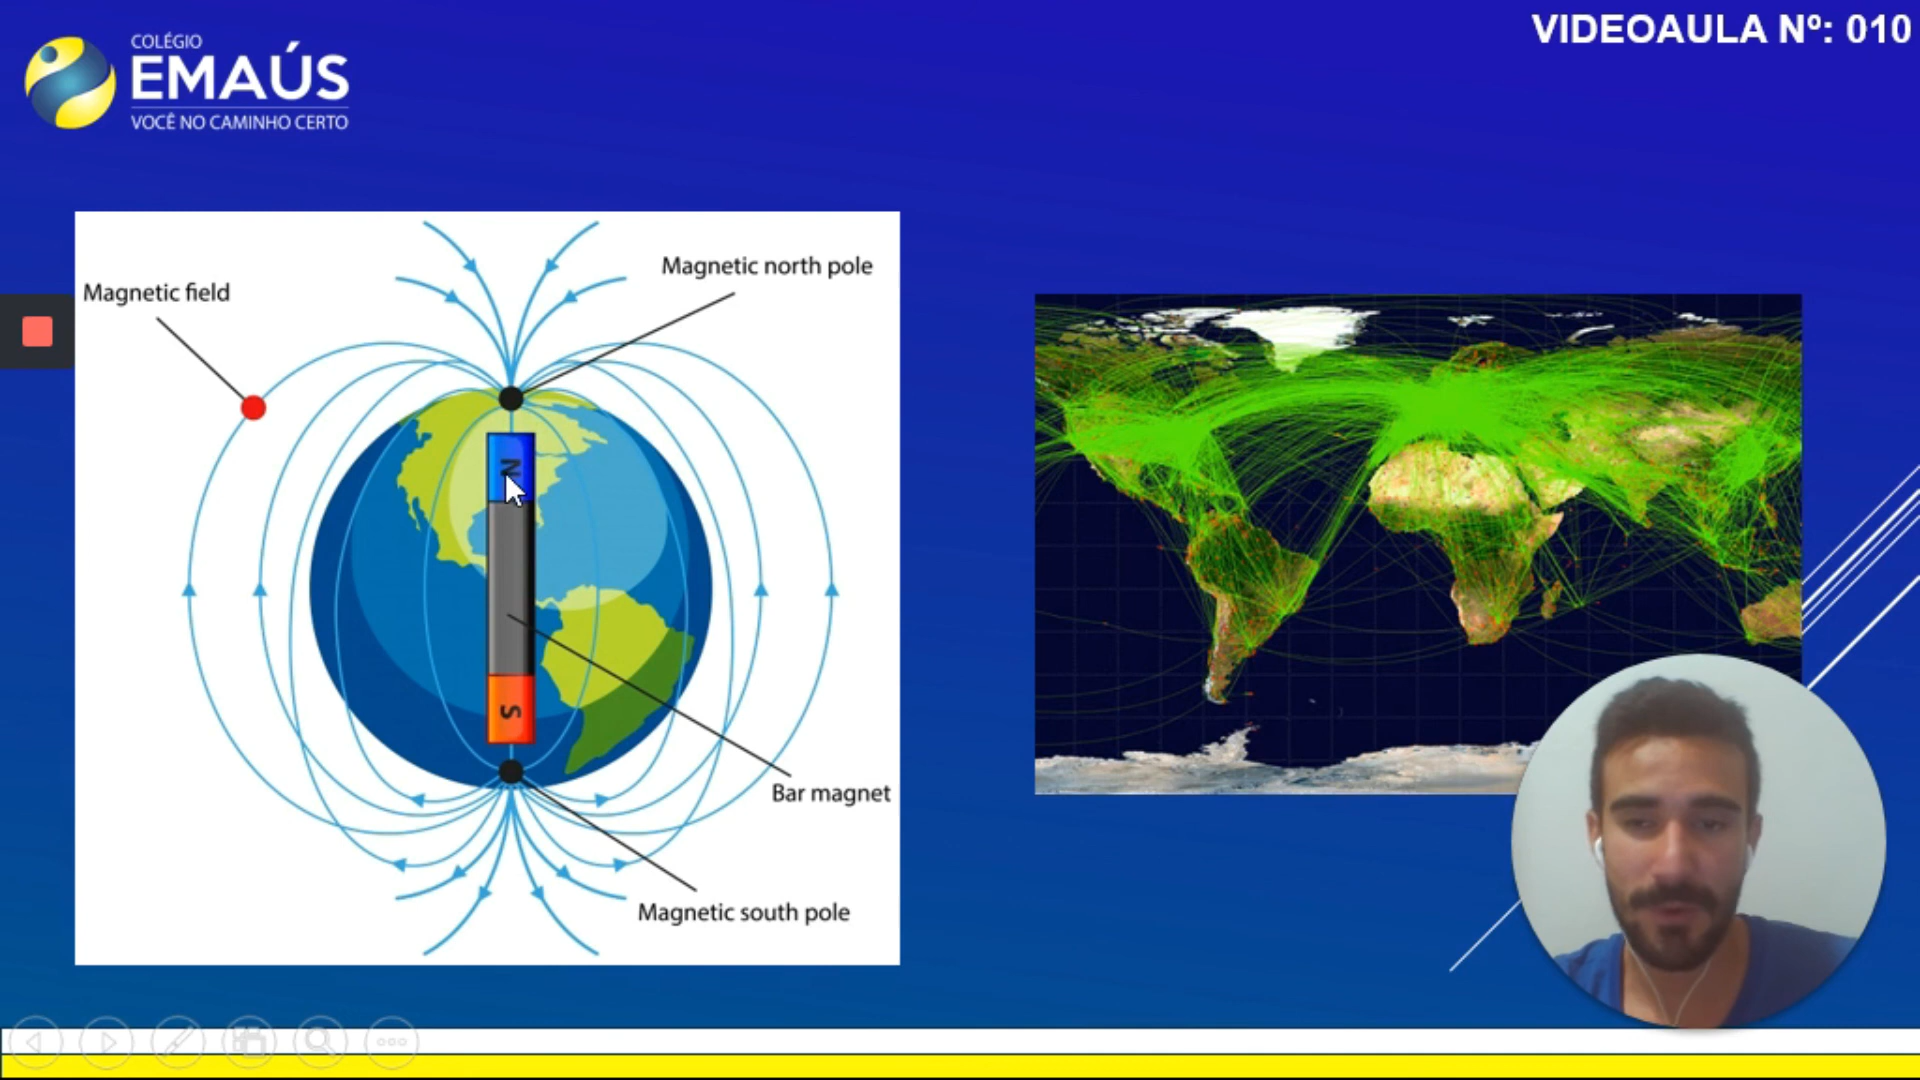 COLÉGIO
EMAÚS
VOCÊ NO CAMINHO CERTO
VIDEOAULA Nº: 010
Magnetic field
Magnetic north pole
N
S
Bar magnet
Magnetic south pole